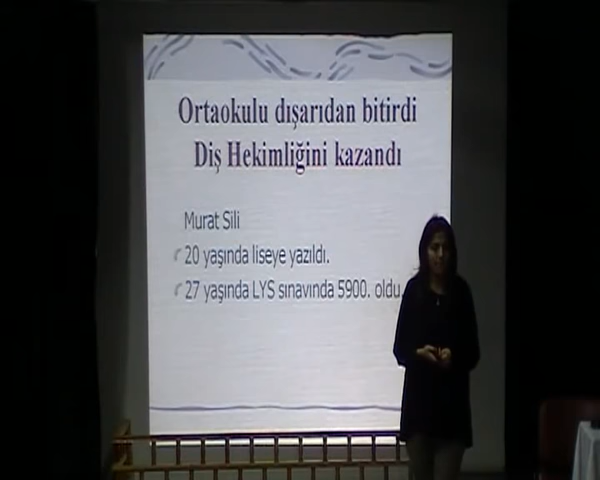 Ortaokulu dışarıdan bitirdi
Diş Hekimliğini kazandı
Murat Sili
20 yaşında liseye yazıldı.
27 yaşında LYS sınavında 5900. oldu.